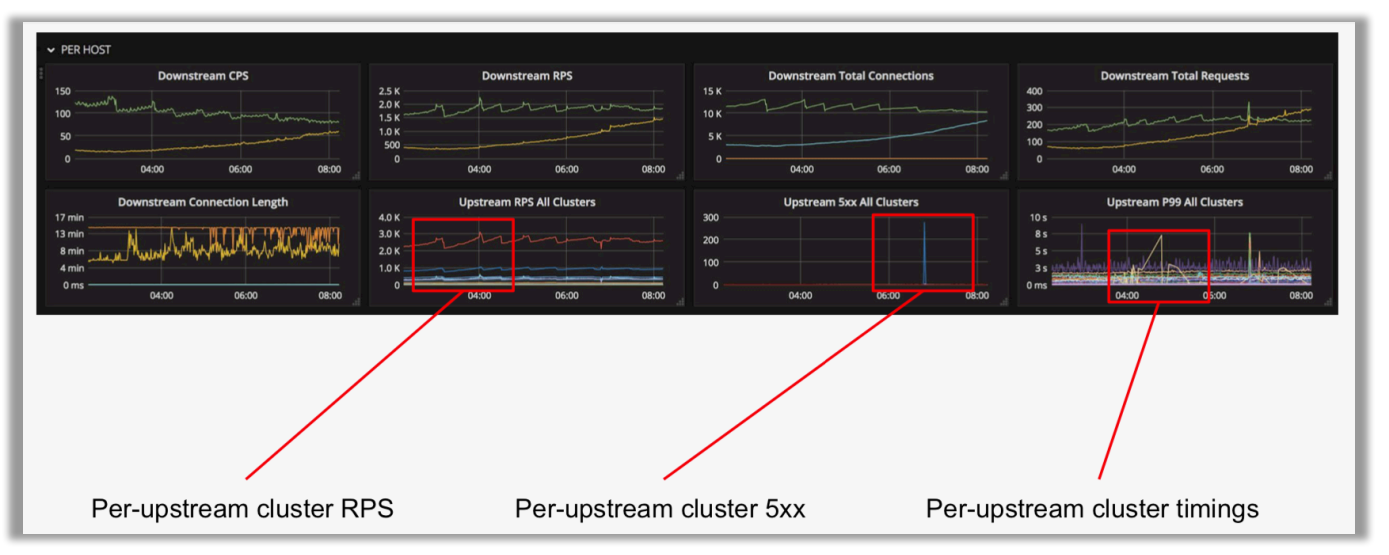 PER HOST
Downstream CPS
150
100
50
0
04:00 06:00 08:00
Downstream RPS
2.5 K
2.0 K
1.5 K
1.0 K
500
0
04:00 06:00 08:00
Downstream Total Connections
15 K
10 K
5 K
0
04:00 06:00 08:00
Downstream Total Requests
400
300
200
100
0
04:00 06:00 08:00
Downstream Connection Length
17 min
13 min
8 min
4 min
0 ms
04:00 06:00 08:00
Upstream RPS All Clusters
4.0 K
3.0 K
2.0 K
1.0 K
0
04:00 06:00 08:00
Upstream 5xx All Clusters
300
200
100
0
04:00 06:00 08:00
Upstream P99 All Clusters
10 s
8 s
5 s
3 s
0 ms
04:00 06:00 08:00
Per-upstream cluster RPS
Per-upstream cluster 5xx
Per-upstream cluster timings